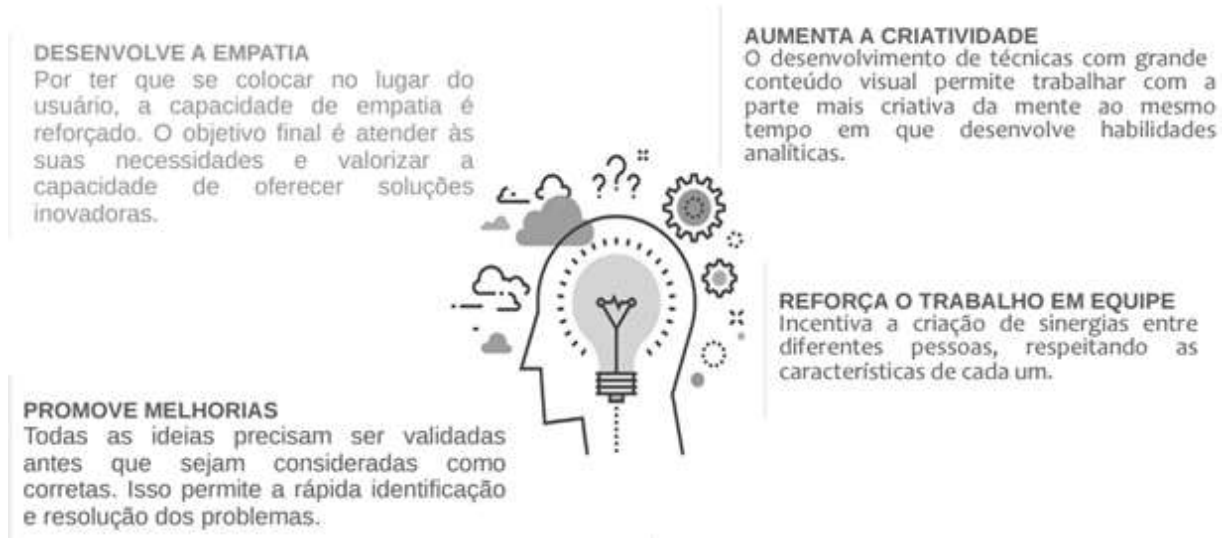 DESENVOLVE A EMPATIA
Por ter que se colocar no lugar do
usuário, a capacidade de empatia é
reforçado. O objetivo final é atender às
suas necessidades e valorizar a
capacidade de oferecer soluções
inovadoras.
AUMENTA A CRIATIVIDADE
O desenvolvimento de técnicas com grande
conteúdo visual permite trabalhar com a
parte mais criativa da mente ao mesmo
tempo em que desenvolve habilidades
analíticas.
???
REFORÇA O TRABALHO EM EQUIPE
Incentiva a criação de sinergias entre
diferentes pessoas, respeitando as
características de cada um.
PROMOVE MELHORIAS
Todas as ideias precisam ser validadas
antes que sejam consideradas como
corretas. Isso permite a rápida identificação
e resolução dos problemas.